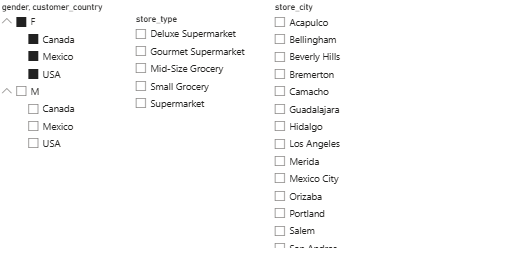 gender, customer_country
F
Canada
Mexico
USA
M
Canada
Mexico
USA
store_type
Deluxe Supermarket
Gourmet Supermarket
Mid-Size Grocery
Small Grocery
Supermarket
store_city
Acapulco
Bellingham
Beverly Hills
Bremerton
Camacho
Guadalajara
Hidalgo
Los Angeles
Merida
Mexico City
Orizaba
Portland
Salem